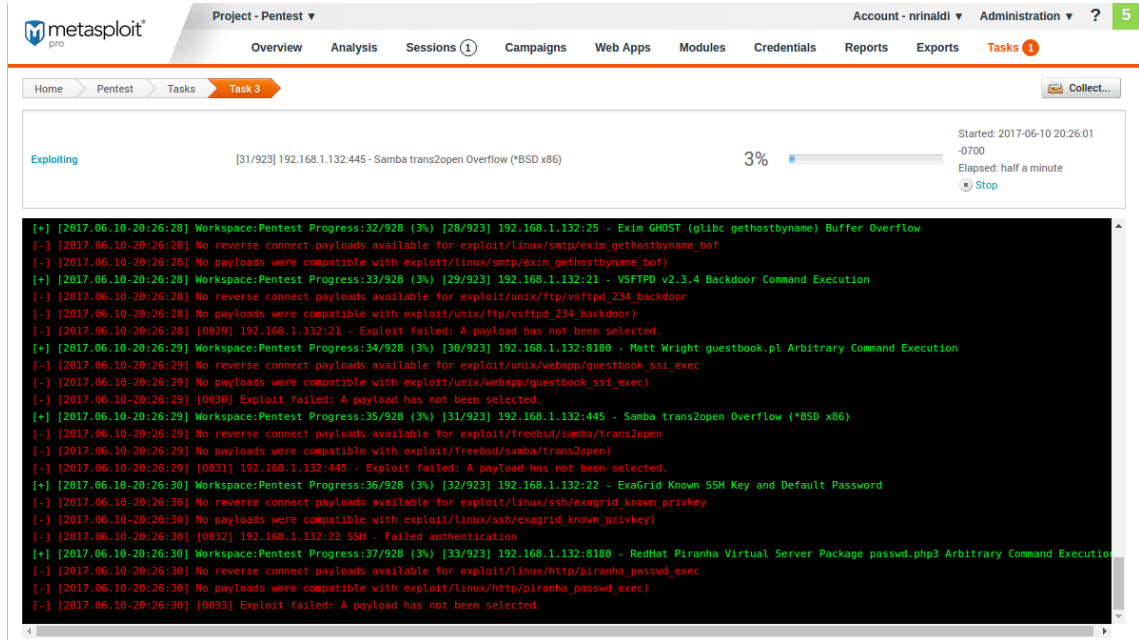 metasploit®
pro
Project - Pentest ▼
Account - nrinaldi ▼ Administration ▼ ? 5
Overview Analysis Sessions 1 Campaigns Web Apps Modules Credentials Reports Exports Tasks 1
Home Pentest Tasks Task 3
Collect...
Exploiting
[31/923] 192.168.1.132:445 - Samba trans2open Overflow (*BSD x86)
3%
Started: 2017-06-10 20:26:01
-0700
Elapsed: half a minute
Stop
[+] [2017.06.10-20:26:28] Workspace:Pentest Progress:32/928 (3%) [28/923] 192.168.1.132:25 - Exim GHOST (glibc gethostbyname) Buffer Overflow
[-] [2017.06.10-20:26:28] No reverse connect payloads available for exploit/linux/smtp/exim_gethostbyname_bof
[-] [2017.06.10-20:26:28] No payloads were compatible with exploit/linux/smtp/exim_gethostbyname_bof)
[+] [2017.06.10-20:26:28] Workspace:Pentest Progress:33/928 (3%) [29/923] 192.168.1.132:21 - VSFTPD v2.3.4 Backdoor Command Execution
[-] [2017.06.10-20:26:28] No reverse connect payloads available for exploit/unix/ftp/vsftpd_234_backdoor
[-] [2017.06.10-20:26:28] No payloads were compatible with exploit/unix/ftp/vsftpd_234_backdoor)
[-] [2017.06.10-20:26:28] [0029] 192.168.1.132:21 - Exploit failed: A payload has not been selected.
[+] [2017.06.10-20:26:29] Workspace:Pentest Progress:34/928 (3%) [30/923] 192.168.1.132:8180 - Matt Wright guestbook.pl Arbitrary Command Execution
[-] [2017.06.10-20:26:29] No reverse connect payloads available for exploit/unix/webapp/guestbook_ssi_exec
[-] [2017.06.10-20:26:29] No payloads were compatible with exploit/unix/webapp/guestbook_ssi_exec)
[-] [2017.06.10-20:26:29] [0030] Exploit failed: A payload has not been selected.
[+] [2017.06.10-20:26:29] Workspace:Pentest Progress:35/928 (3%) [31/923] 192.168.1.132:445 - Samba trans2open Overflow (*BSD x86)
[-] [2017.06.10-20:26:29] No reverse connect payloads available for exploit/freebsd/samba/trans2open
[-] [2017.06.10-20:26:29] No payloads were compatible with exploit/freebsd/samba/trans2open)
[-] [2017.06.10-20:26:29] [0031] 192.168.1.132:445 - Exploit failed: A payload has not been selected.
[+] [2017.06.10-20:26:30] Workspace:Pentest Progress:36/928 (3%) [32/923] 192.168.1.132:22 - ExaGrid Known SSH Key and Default Password
[-] [2017.06.10-20:26:30] No reverse connect payloads available for exploit/linux/ssh/exagrid_known_privkey
[-] [2017.06.10-20:26:30] No payloads were compatible with exploit/linux/ssh/exagrid_known_privkey)
[-] [2017.06.10-20:26:30] [0032] 192.168.1.132:22 SSH - Failed authentication
[+] [2017.06.10-20:26:30] Workspace:Pentest Progress:37/928 (3%) [33/923] 192.168.1.132:8180 - RedHat Piranha Virtual Server Package passwd.php3 Arbitrary Command Execution
[-] [2017.06.10-20:26:30] No reverse connect payloads available for exploit/linux/http/piranha_passwd_exec
[-] [2017.06.10-20:26:30] No payloads were compatible with exploit/linux/http/piranha_passwd_exec)
[-] [2017.06.10-20:26:30] [0033] Exploit failed: A payload has not been selected.